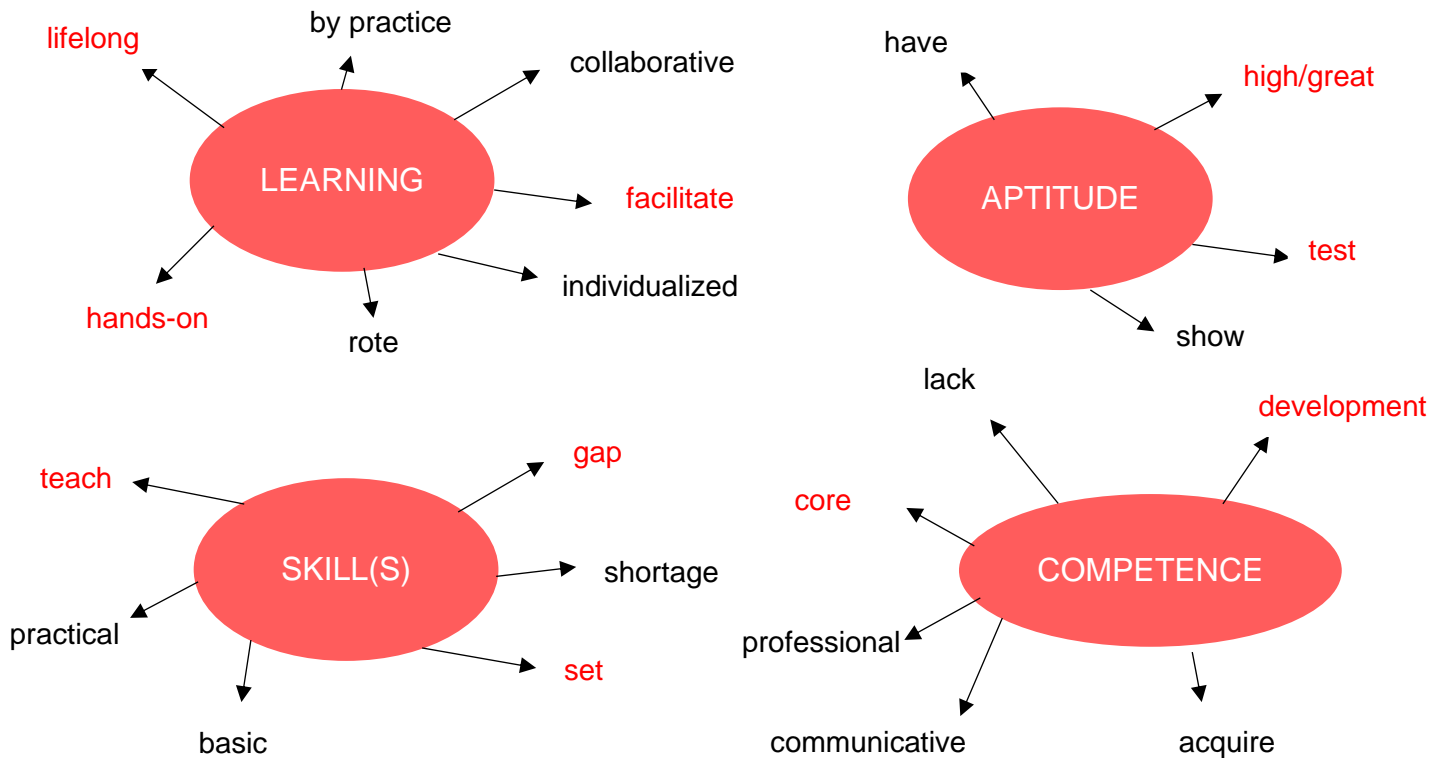 by practice
lifelong
collaborative
LEARNING
facilitate
individualized
hands-on
rote
have
high/great
APTITUDE
test
show
gap
teach
SKILL(S)
shortage
practical
set
basic
lack
development
core
COMPETENCE
professional
communicative
acquire